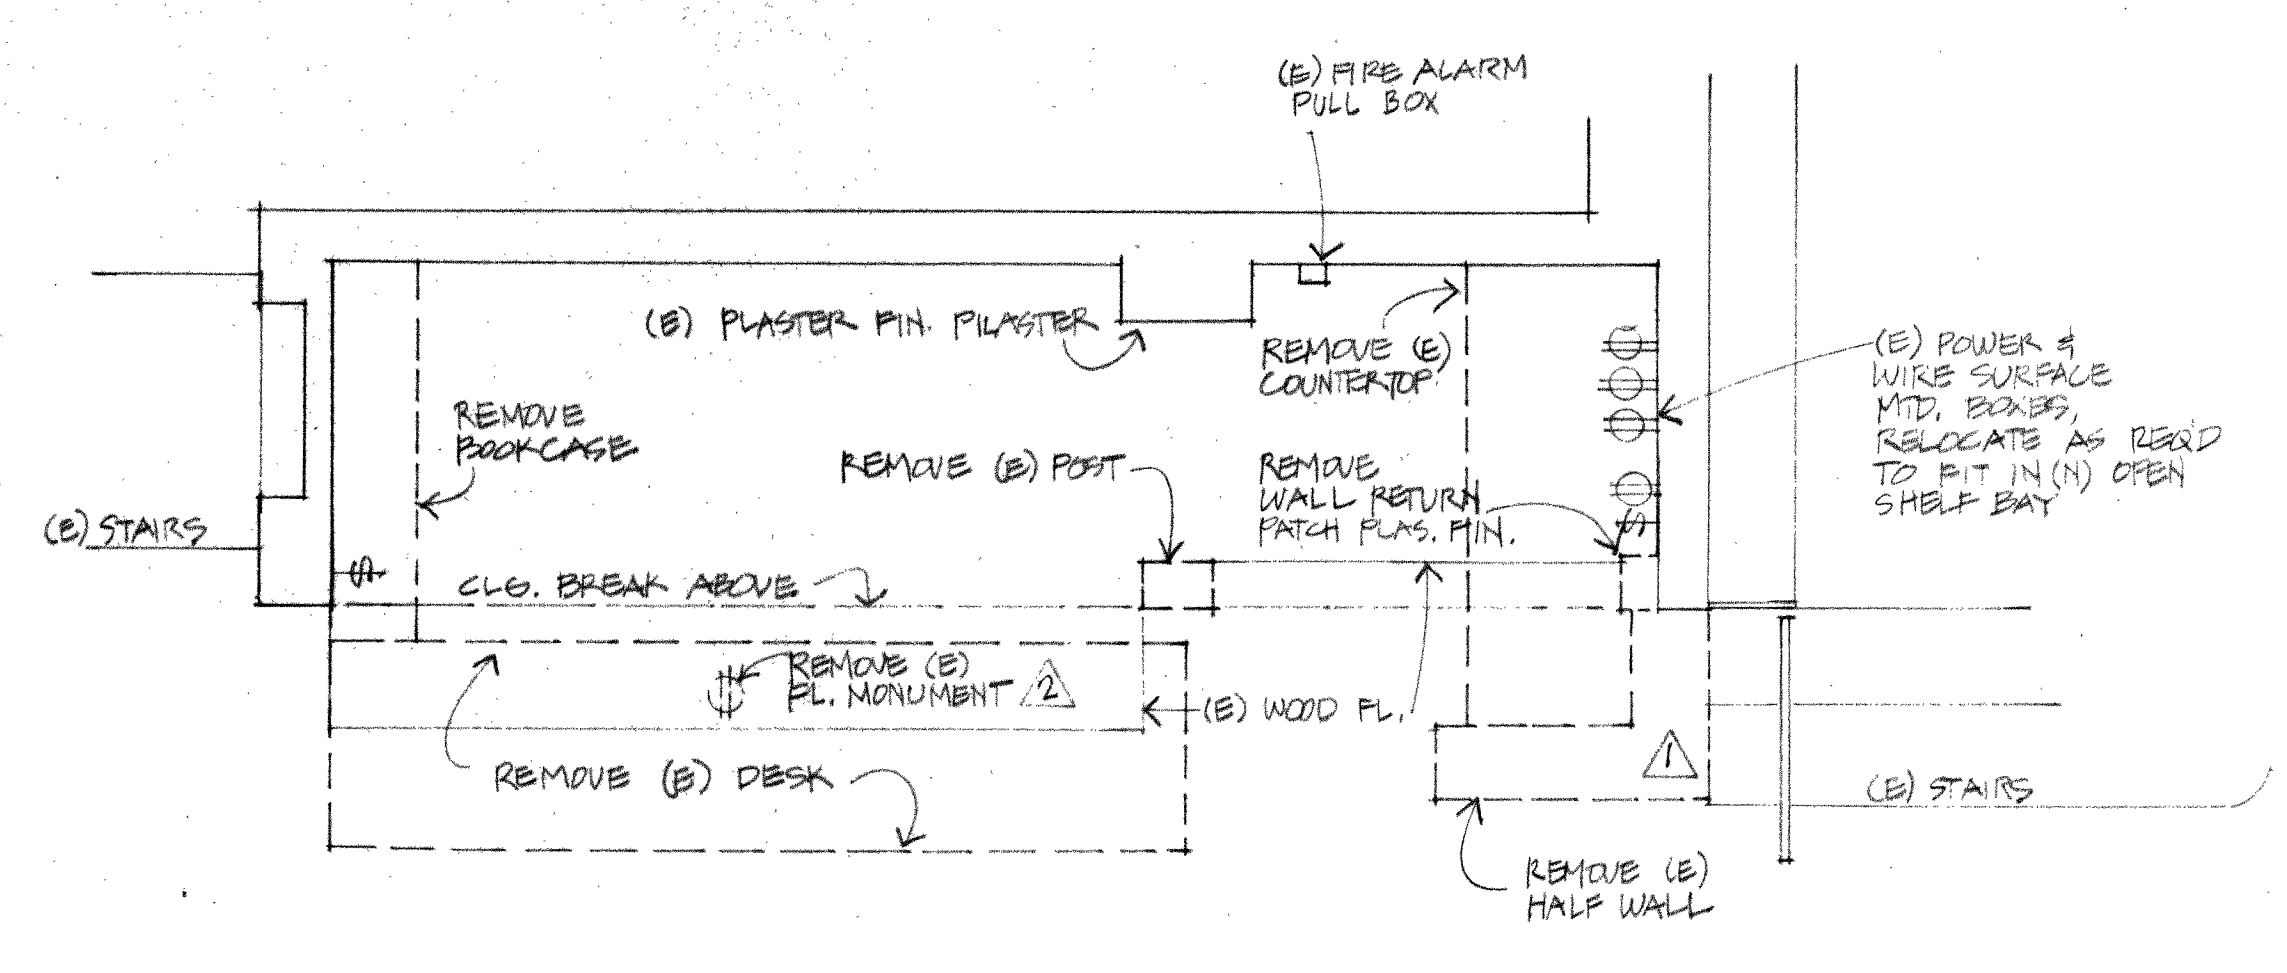 (E) FIRE ALARM
PULL BOX
(E) PLASTER FIN. PILASTER
REMOVE (E)
COUNTERTOP.
(E) POWER &
WIRE SURFACE
MTD. BOXES,
RELOCATE AS REQ'D
TO FIT IN (N) OPEN
SHELF BAY
REMOVE
BOOKCASE
REMOVE (E) POST
REMOVE
WALL RETURN
PATCH PLAS. FIN.
(E) STAIRS
CLG. BREAK ABOVE
REMOVE (E)
FL. MONUMENT
2
(E) WOOD FL.
1
REMOVE (E) DESK
(E) STAIRS
REMOVE (E)
HALF WALL